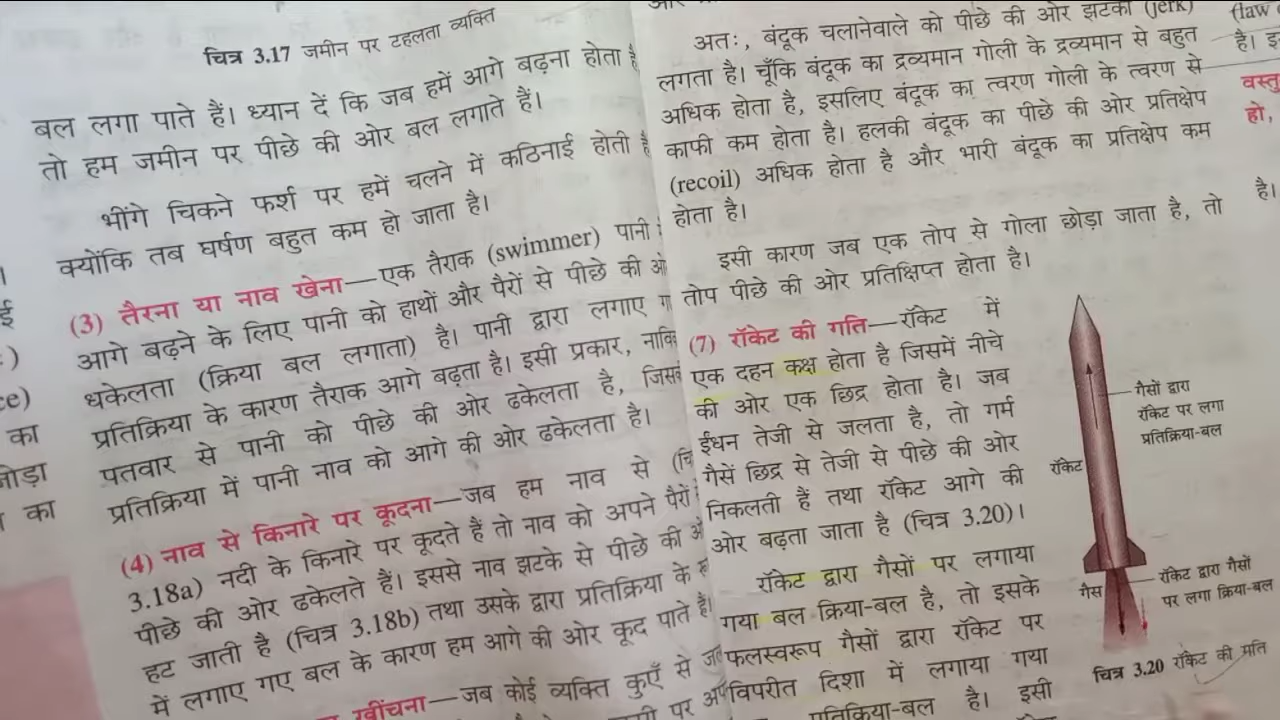 चित्र 3.17 जमीन पर टहलता व्यक्ति
बल लगा पाते हैं। ध्यान दें कि जब हमें आगे बढ़ना होता है
तो हम जमीन पर पीछे की ओर बल लगाते हैं।
भींगे चिकने फर्श पर हमें चलने में कठिनाई होती है
क्योंकि तब घर्षण बहुत कम हो जाता है।
(3) तैरना या नाव खेना—एक तैराक (swimmer) पानी में
आगे बढ़ने के लिए पानी को हाथों और पैरों से पीछे की ओ
धकेलता (क्रिया बल लगाता) है। पानी द्वारा लगाए ग
प्रतिक्रिया के कारण तैराक आगे बढ़ता है। इसी प्रकार, नावि
पतवार से पानी को पीछे की ओर ढकेलता है, जिस
प्रतिक्रिया में पानी नाव को आगे की ओर ढकेलता है।
(4) नाव से किनारे पर कूदना—जब हम नाव से (चि
3.18a) नदी के किनारे पर कूदते हैं तो नाव को अपने पैरों
पीछे की ओर ढकेलते हैं। इससे नाव झटके से पीछे की ओ
हट जाती है (चित्र 3.18b) तथा उसके द्वारा प्रतिक्रिया के
में लगाए गए बल के कारण हम आगे की ओर कूद पाते है
खींचना—जब कोई व्यक्ति कुएँ से
पर
अतः, बंदूक चलानेवाले को पीछे की ओर झटका (jerk)
लगता है। चूँकि बंदूक का द्रव्यमान गोली के द्रव्यमान से बहुत
अधिक होता है, इसलिए बंदूक का त्वरण गोली के त्वरण से
काफी कम होता है। हलकी बंदूक का पीछे की ओर प्रतिक्षेप
(recoil) अधिक होता है और भारी बंदूक का प्रतिक्षेप कम
होता है।
इसी कारण जब एक तोप से गोला छोड़ा जाता है, तो
तोप पीछे की ओर प्रतिक्षिप्त होता है।
(7) रॉकेट की गति—रॉकेट में
एक दहन कक्ष होता है जिसमें नीचे
की ओर एक छिद्र होता है। जब
ईंधन तेजी से जलता है, तो गर्म
गैसें छिद्र से तेजी से पीछे की ओर
निकलती हैं तथा रॉकेट आगे की
ओर बढ़ता जाता है (चित्र 3.20)।
रॉकेट द्वारा गैसों पर लगाया
गया बल क्रिया-बल है, तो इसके
फलस्वरूप गैसों द्वारा रॉकेट पर
विपरीत दिशा में लगाया गया
प्रतिक्रिया-बल है। इसी
गैसों द्वारा
रॉकेट पर लगा
प्रतिक्रिया-बल
रॉकेट
गैस
रॉकेट द्वारा गैसों
पर लगा क्रिया-बल
चित्र 3.20 रॉकेट की गति
(law
है।
वस्तु
हो,
है।
का
जोड़ा
का